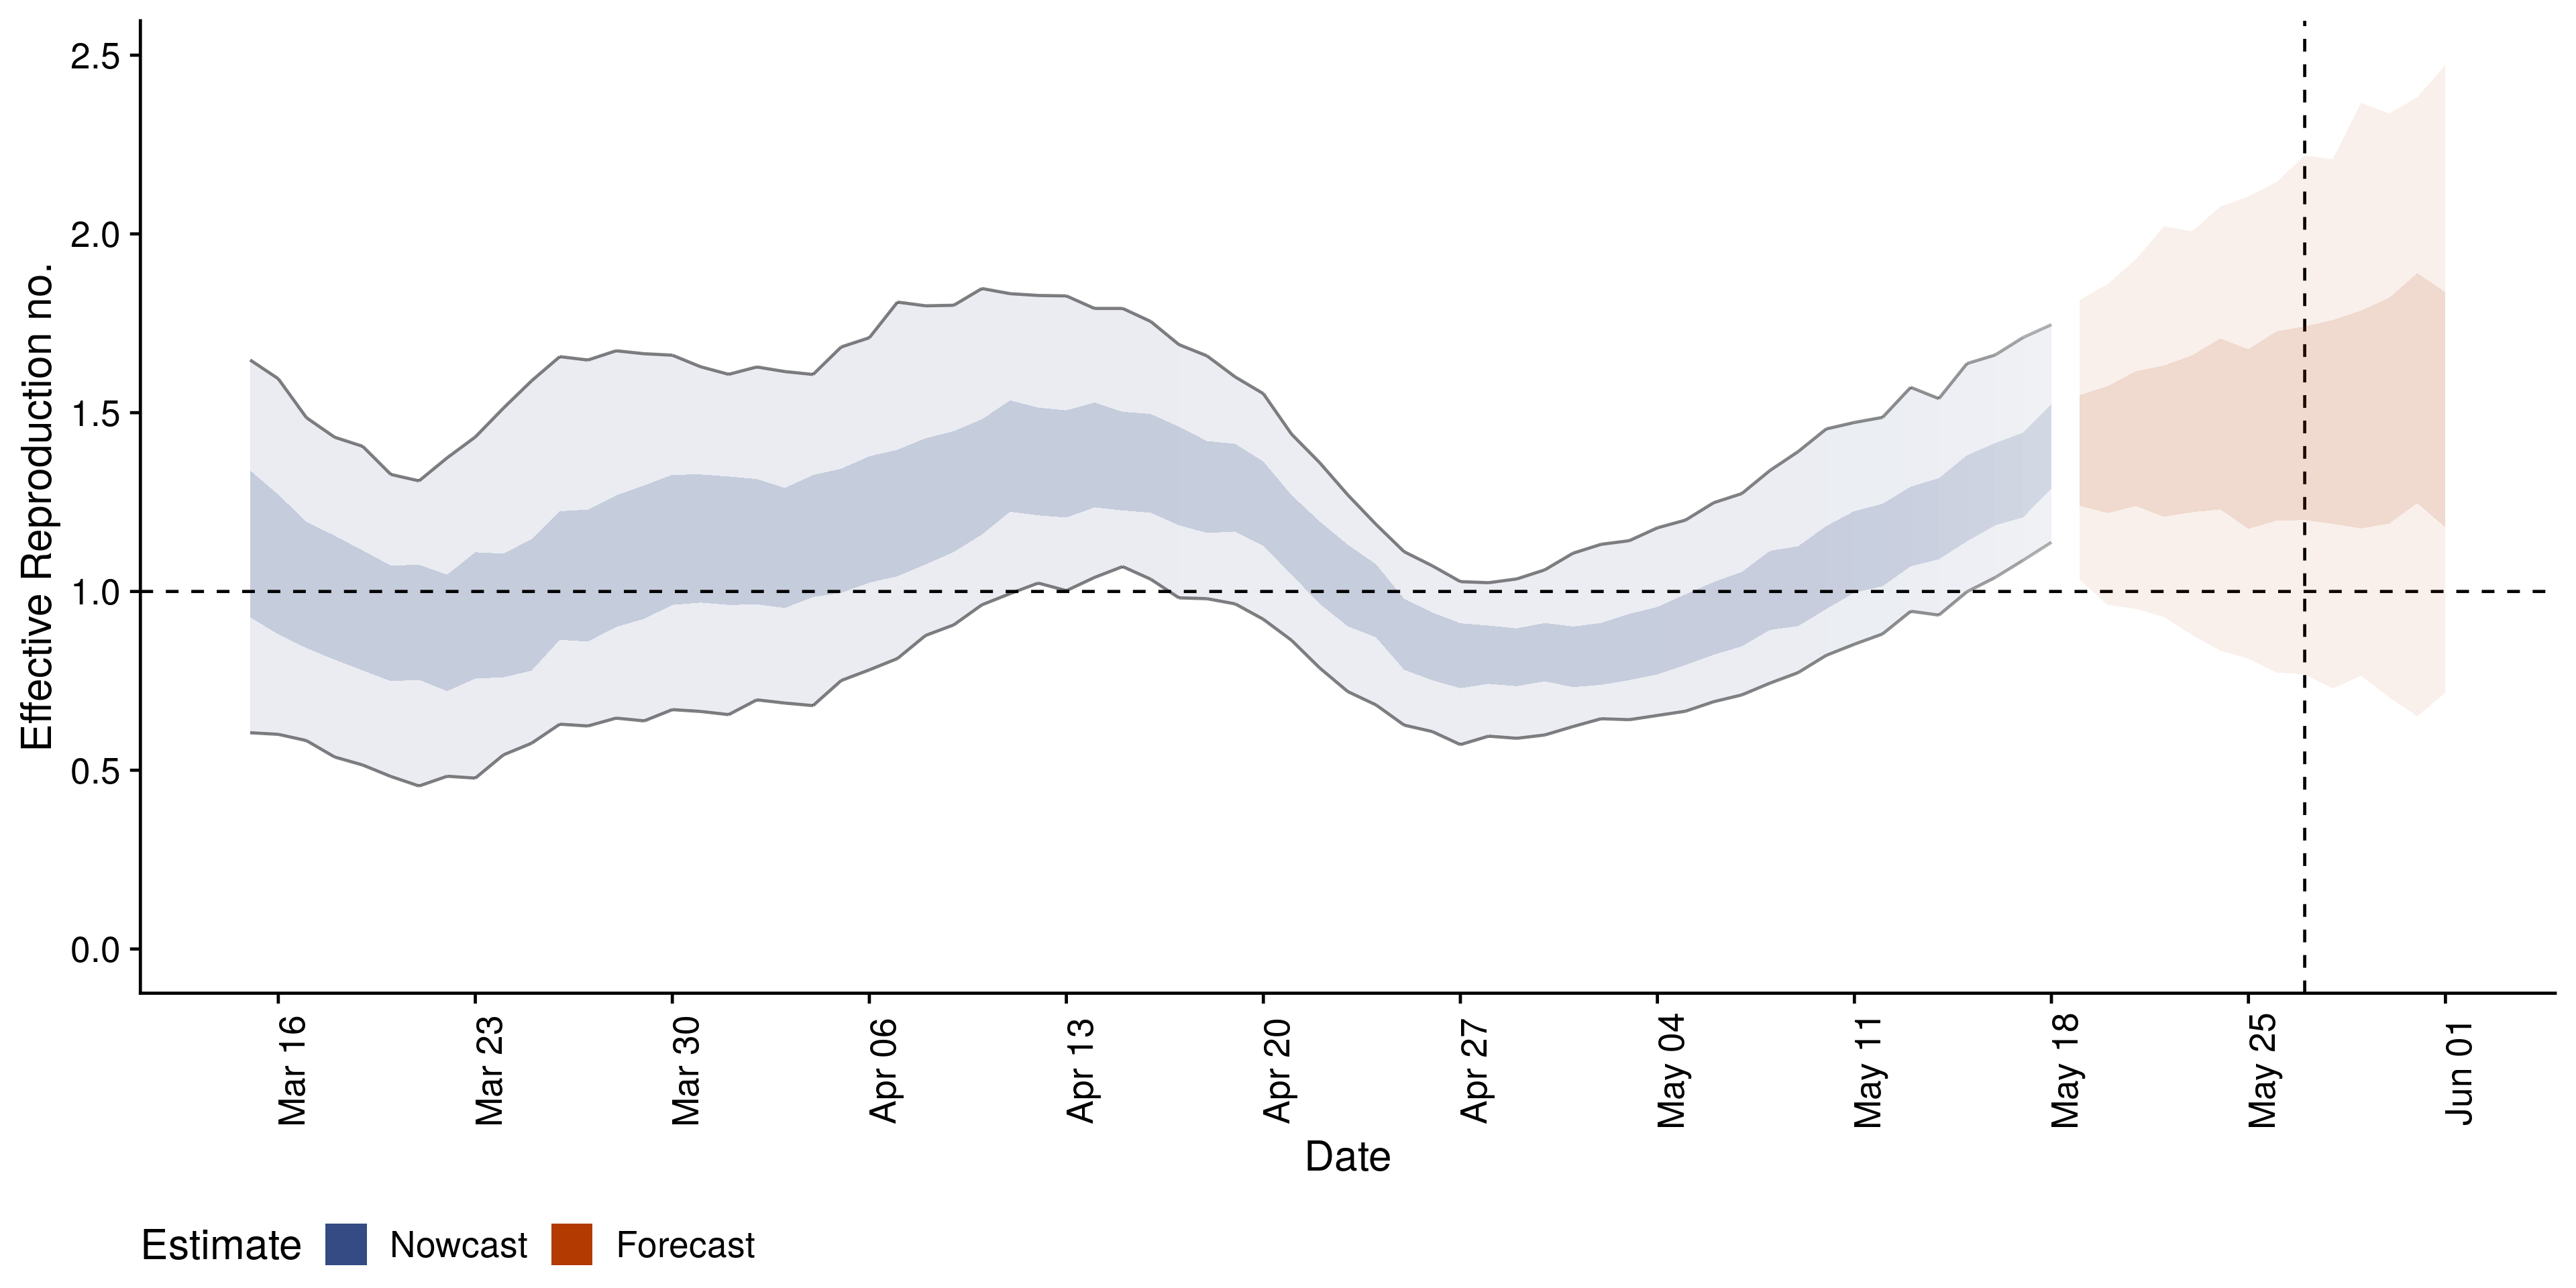 Effective Reproduction no.
2.5
2.0
1.5
1.0
0.5
0.0
Mar 16
Mar 23
Mar 30
Apr 06
Apr 13
Apr 20
Apr 27
May 04
May 11
May 18
May 25
Jun 01
Date
Estimate Nowcast Forecast